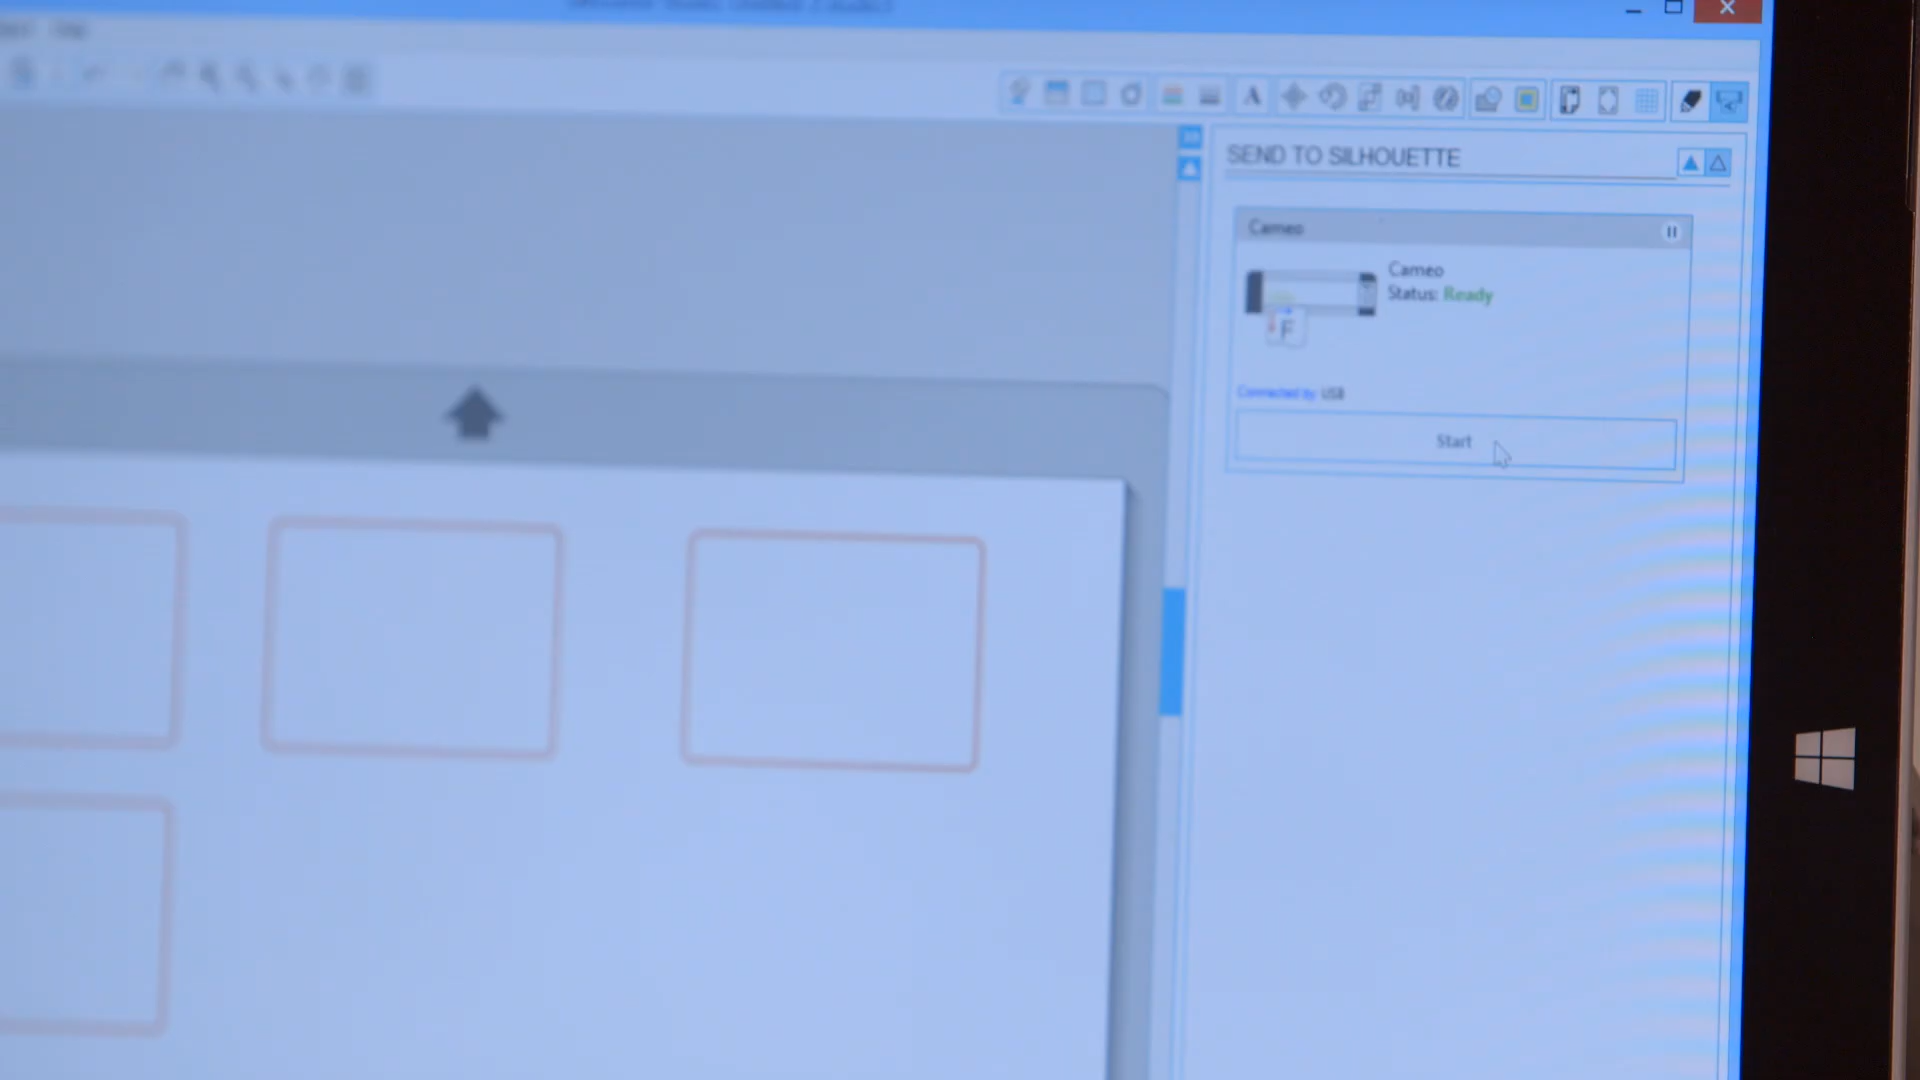 A
SEND TO SILHOUETTE
Cameo
Cameo
Status: Ready
F
Connected by: USB
Start